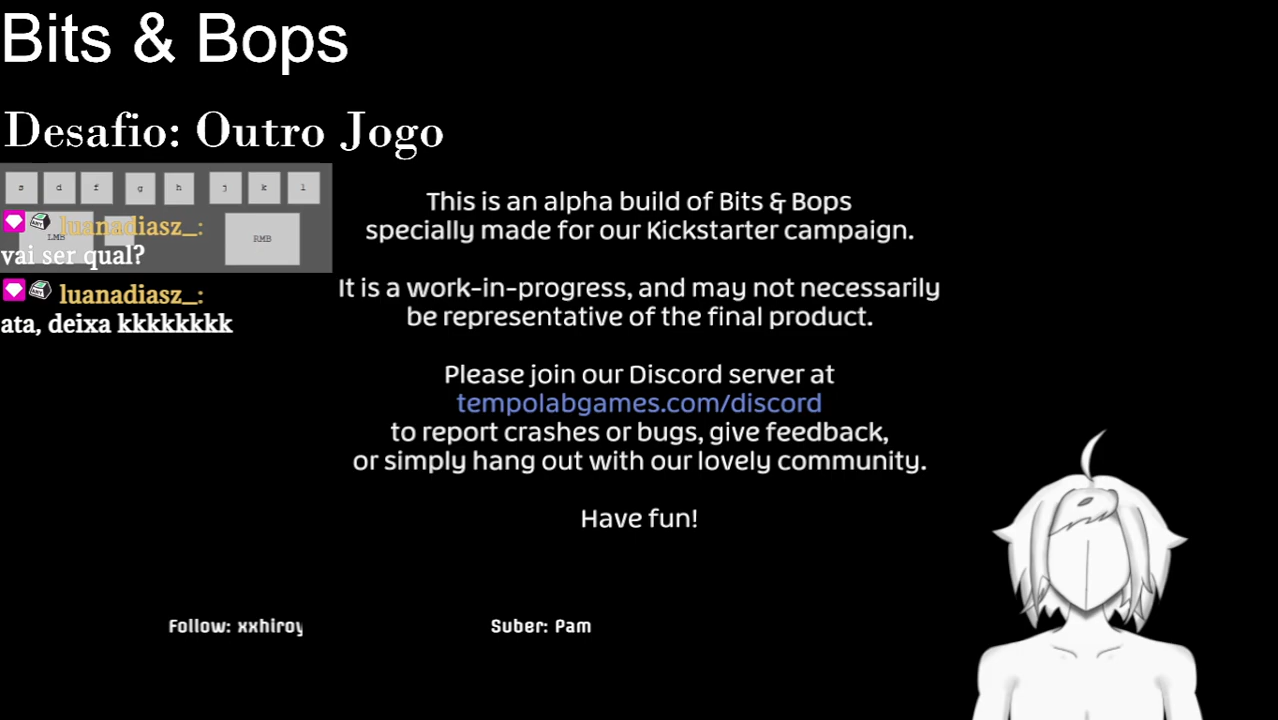 Bits & Bops
Desafio: Outro Jogo
s d f g h j k l
luanadiasz_:
LMB RMB
vai ser qual?
luanadiasz_:
ata, deixa kkkkkkkk
This is an alpha build of Bits & Bops
specially made for our Kickstarter campaign.
It is a work-in-progress, and may not necessarily
be representative of the final product.
Please join our Discord server at
tempolabgames.com/discord
to report crashes or bugs, give feedback,
or simply hang out with our lovely community.
Have fun!
Follow: xxhiroy
Suber: Pam